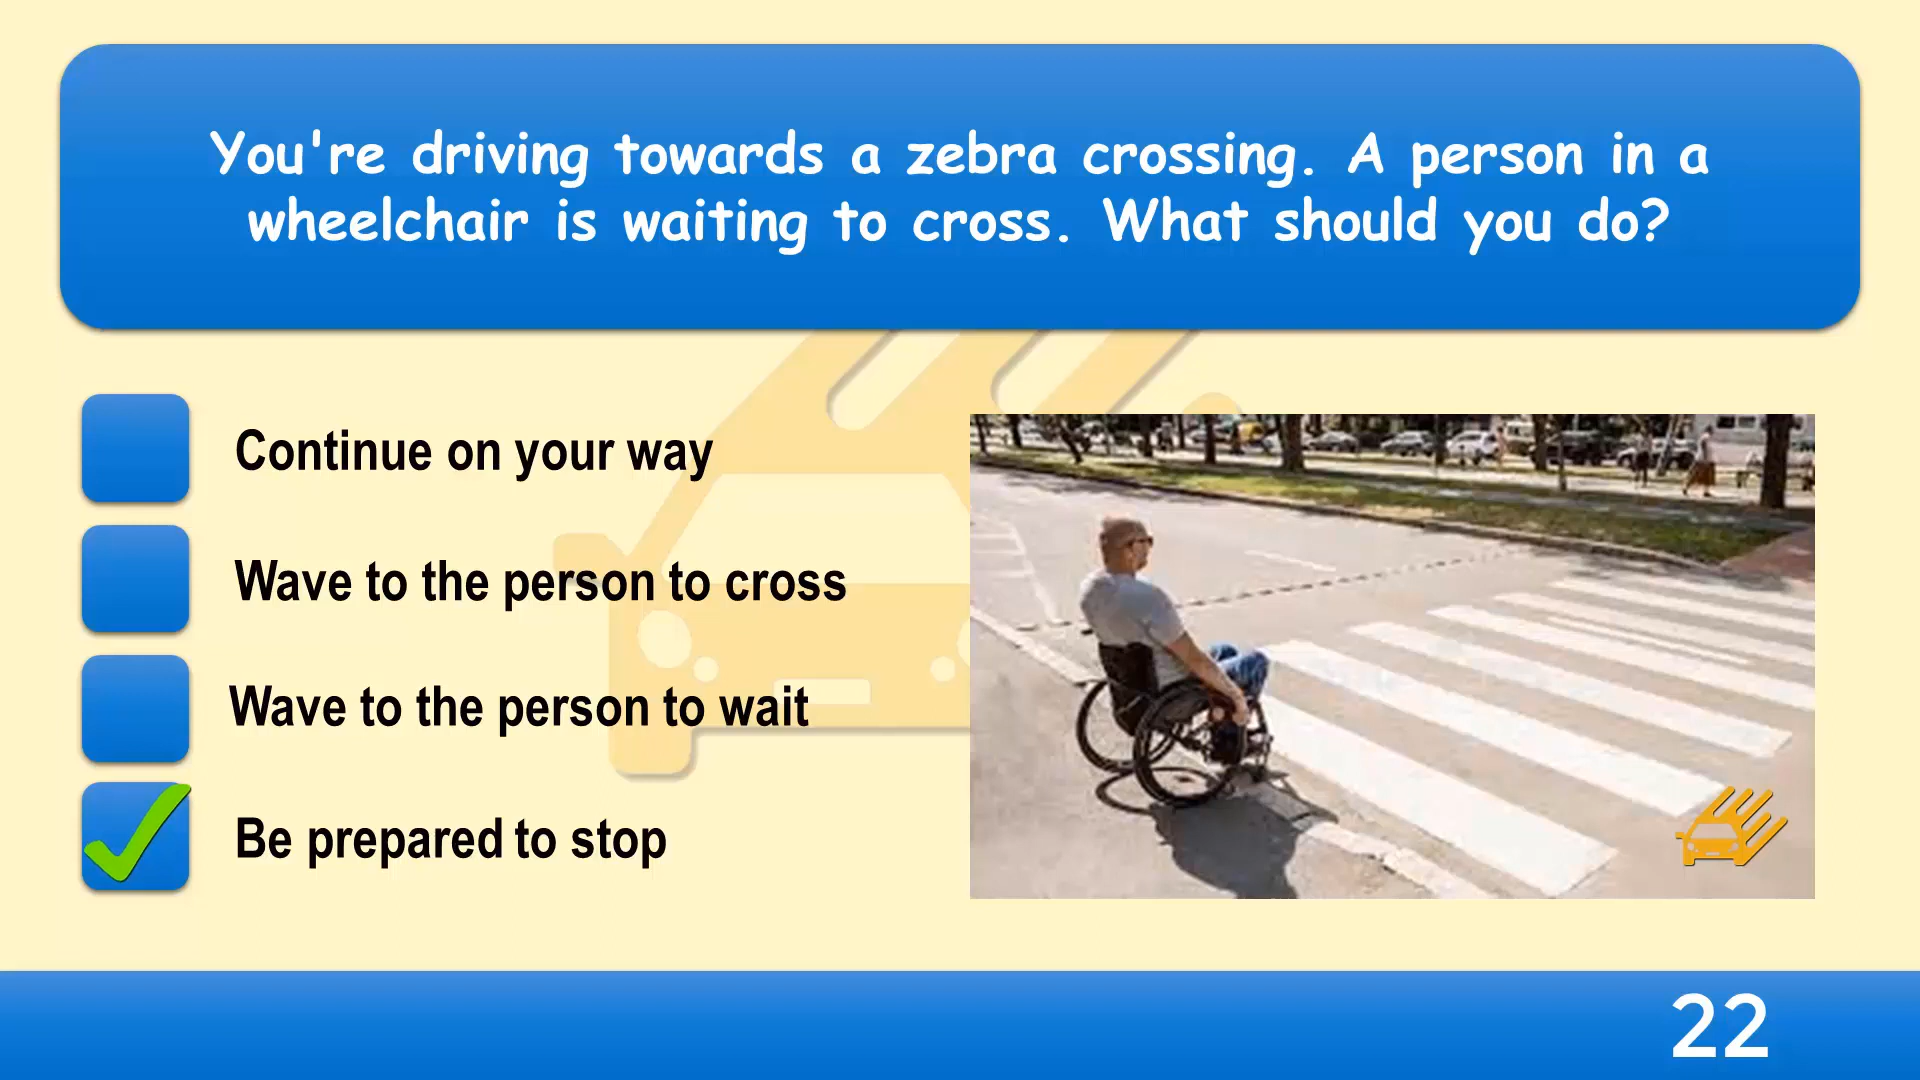 You're driving towards a zebra crossing. A person in a
wheelchair is waiting to cross. What should you do?
Continue on your way
Wave to the person to cross
Wave to the person to wait
Be prepared to stop
22